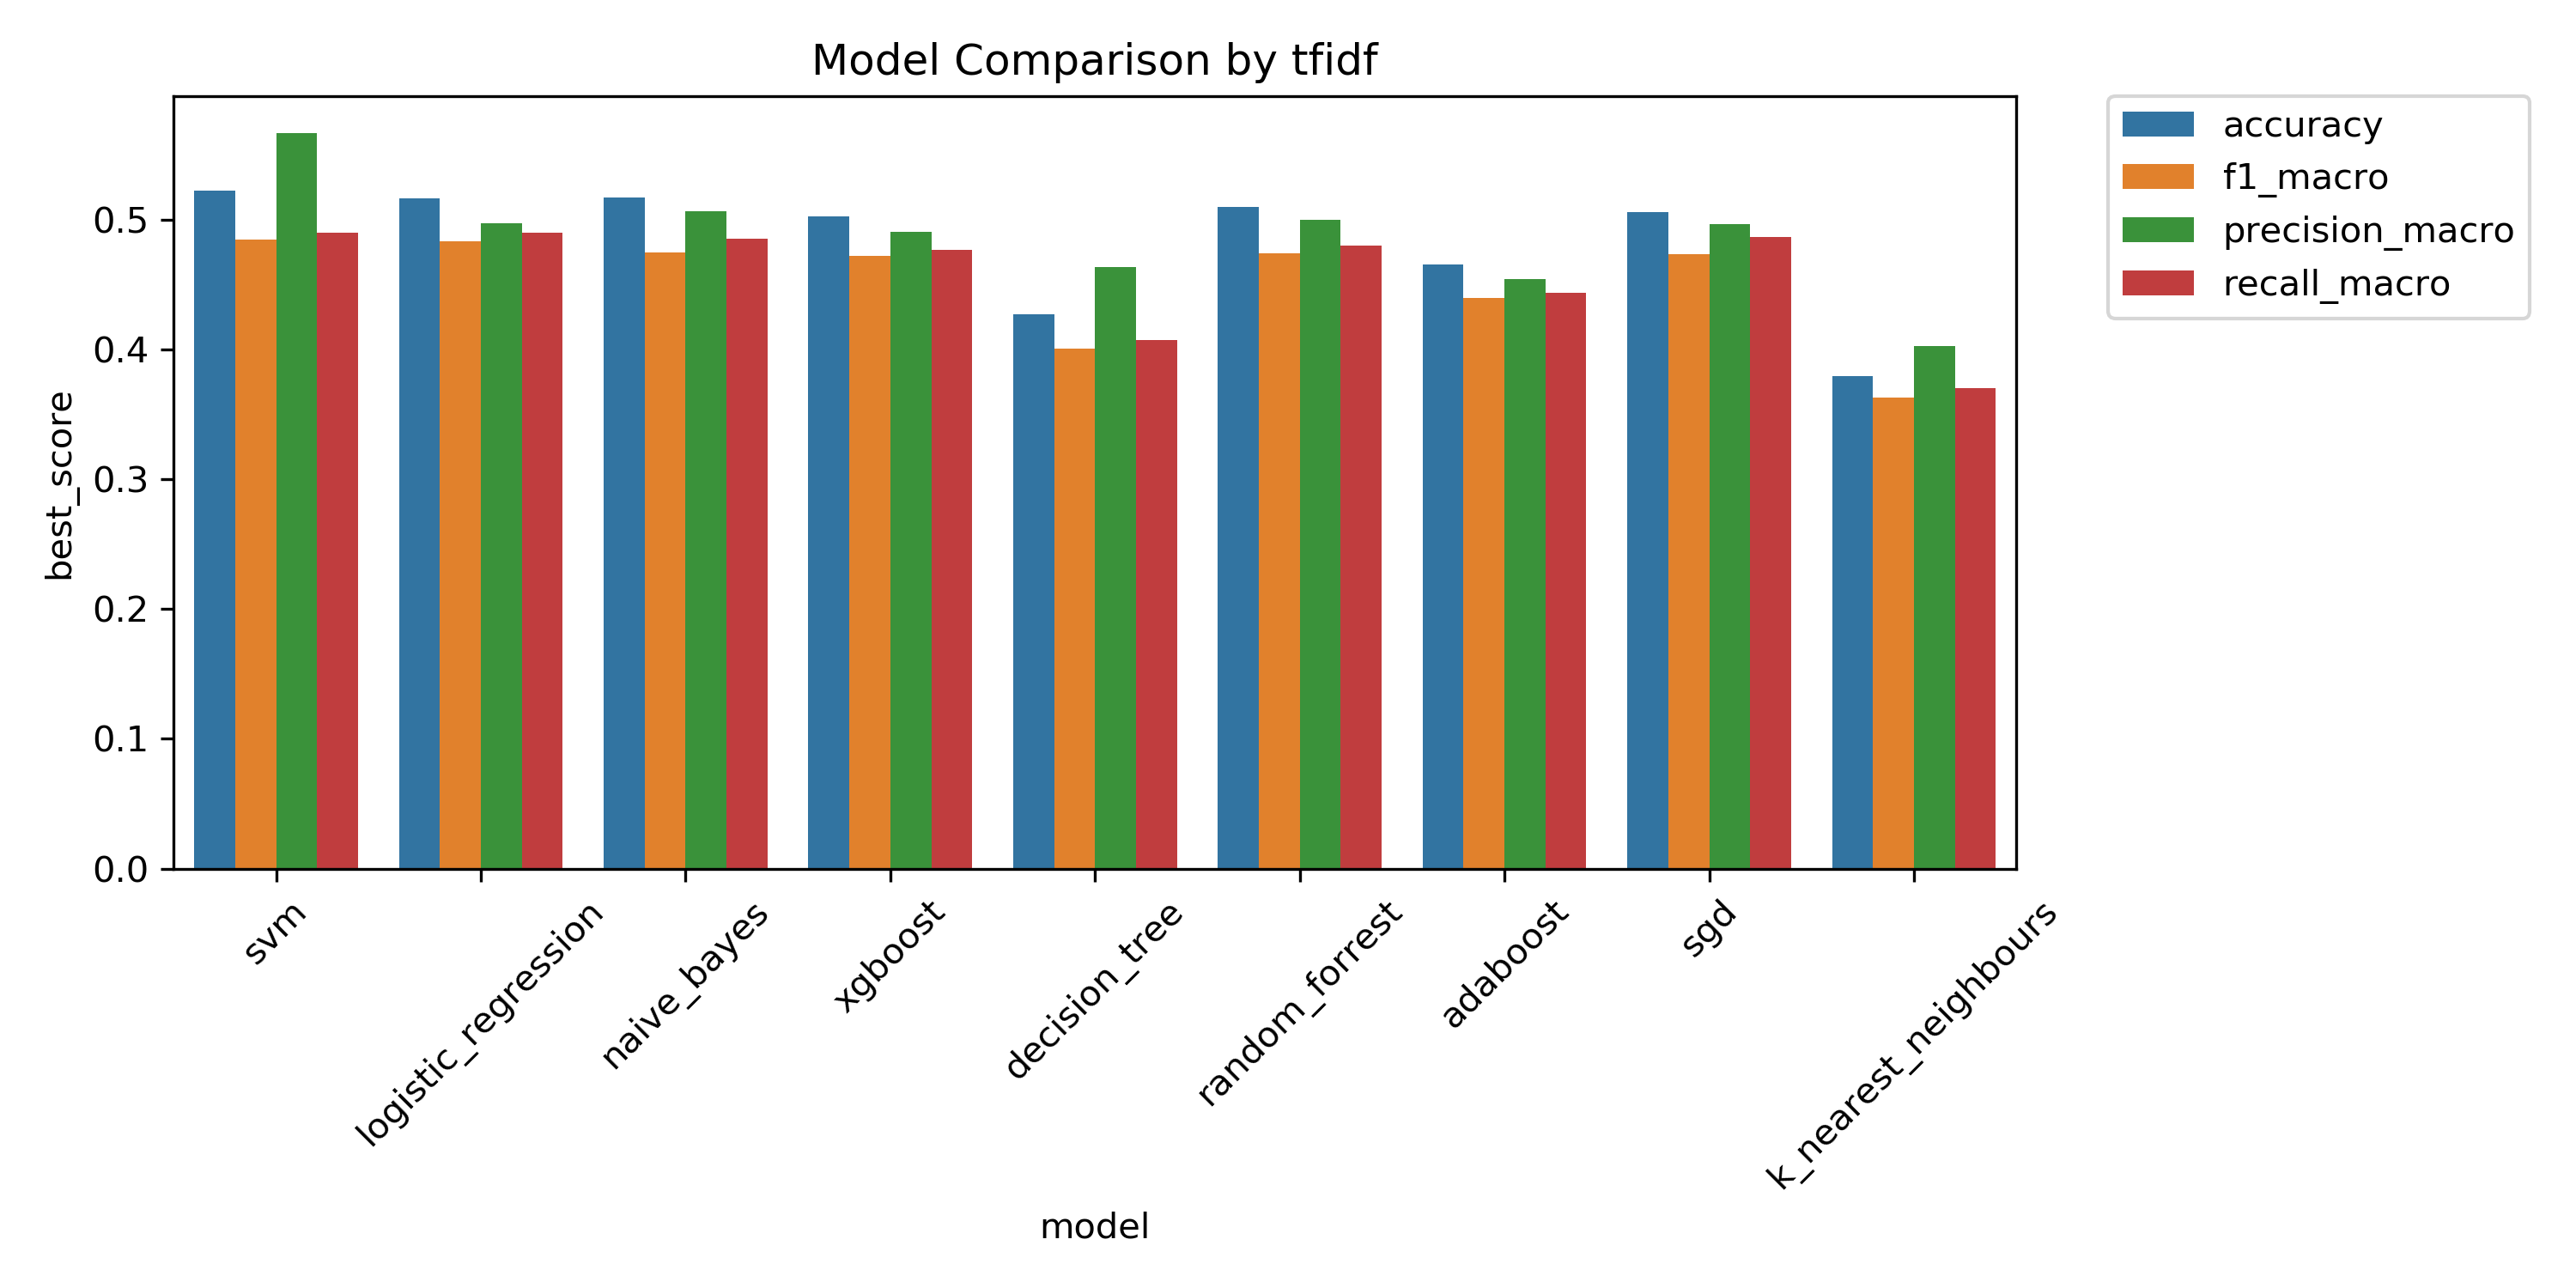 Model Comparison by tfidf
accuracy
f1_macro
precision_macro
recall_macro
best_score
0.5
0.4
0.3
0.2
0.1
0.0
svm
logistic_regression
naive_bayes
xgboost
decision_tree
random_forrest
adaboost
sgd
k_nearest_neighbours
model